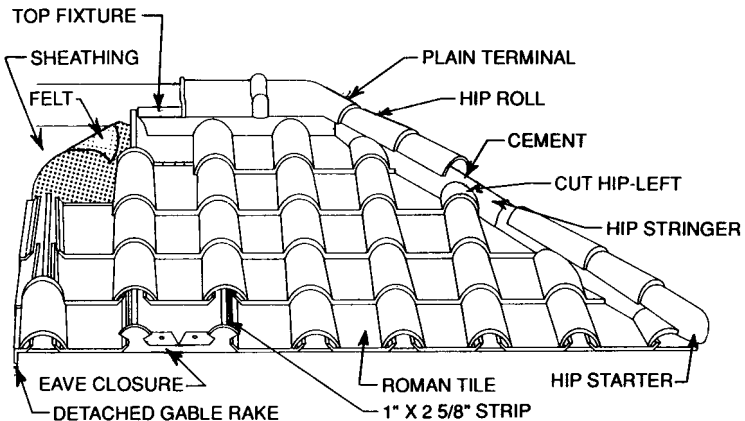 TOP FIXTURE
SHEATHING
FELT
PLAIN TERMINAL
HIP ROLL
CEMENT
CUT HIP-LEFT
HIP STRINGER
EAVE CLOSURE
DETACHED GABLE RAKE
ROMAN TILE
1" X 2 5/8" STRIP
HIP STARTER